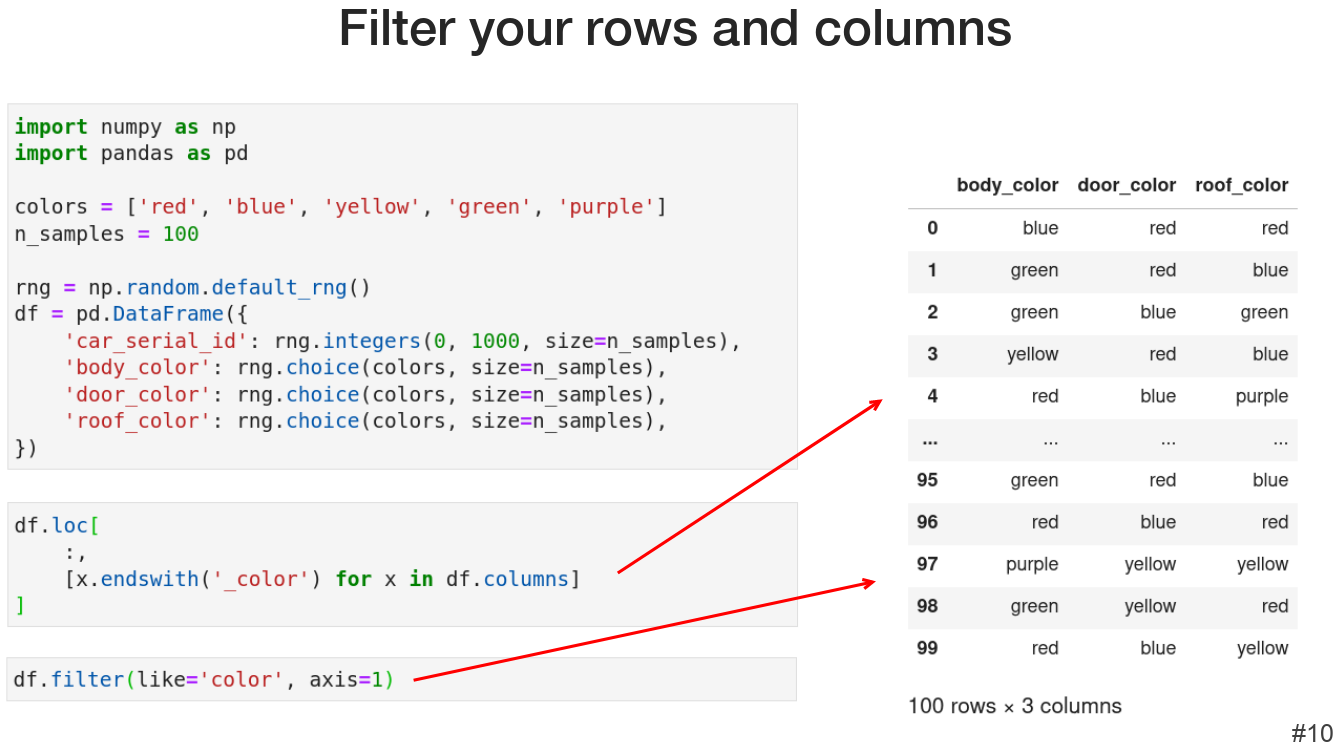 Filter your rows and columns
import numpy as np
import pandas as pd
colors = ['red', 'blue', 'yellow', 'green', 'purple']
n_samples = 100
rng = np.random.default_rng()
df = pd.DataFrame({
    'car_serial_id': rng.integers(0, 1000, size=n_samples),
    'body_color': rng.choice(colors, size=n_samples),
    'door_color': rng.choice(colors, size=n_samples),
    'roof_color': rng.choice(colors, size=n_samples),
})
df.loc[
    :,
    [x.endswith('_color') for x in df.columns]
]
df.filter(like='color', axis=1)
body_color door_color roof_color
0 blue red red
1 green red blue
2 green blue green
3 yellow red blue
4 red blue purple
... ... ... ...
95 green red blue
96 red blue red
97 purple yellow yellow
98 green yellow red
99 red blue yellow
100 rows × 3 columns
#10